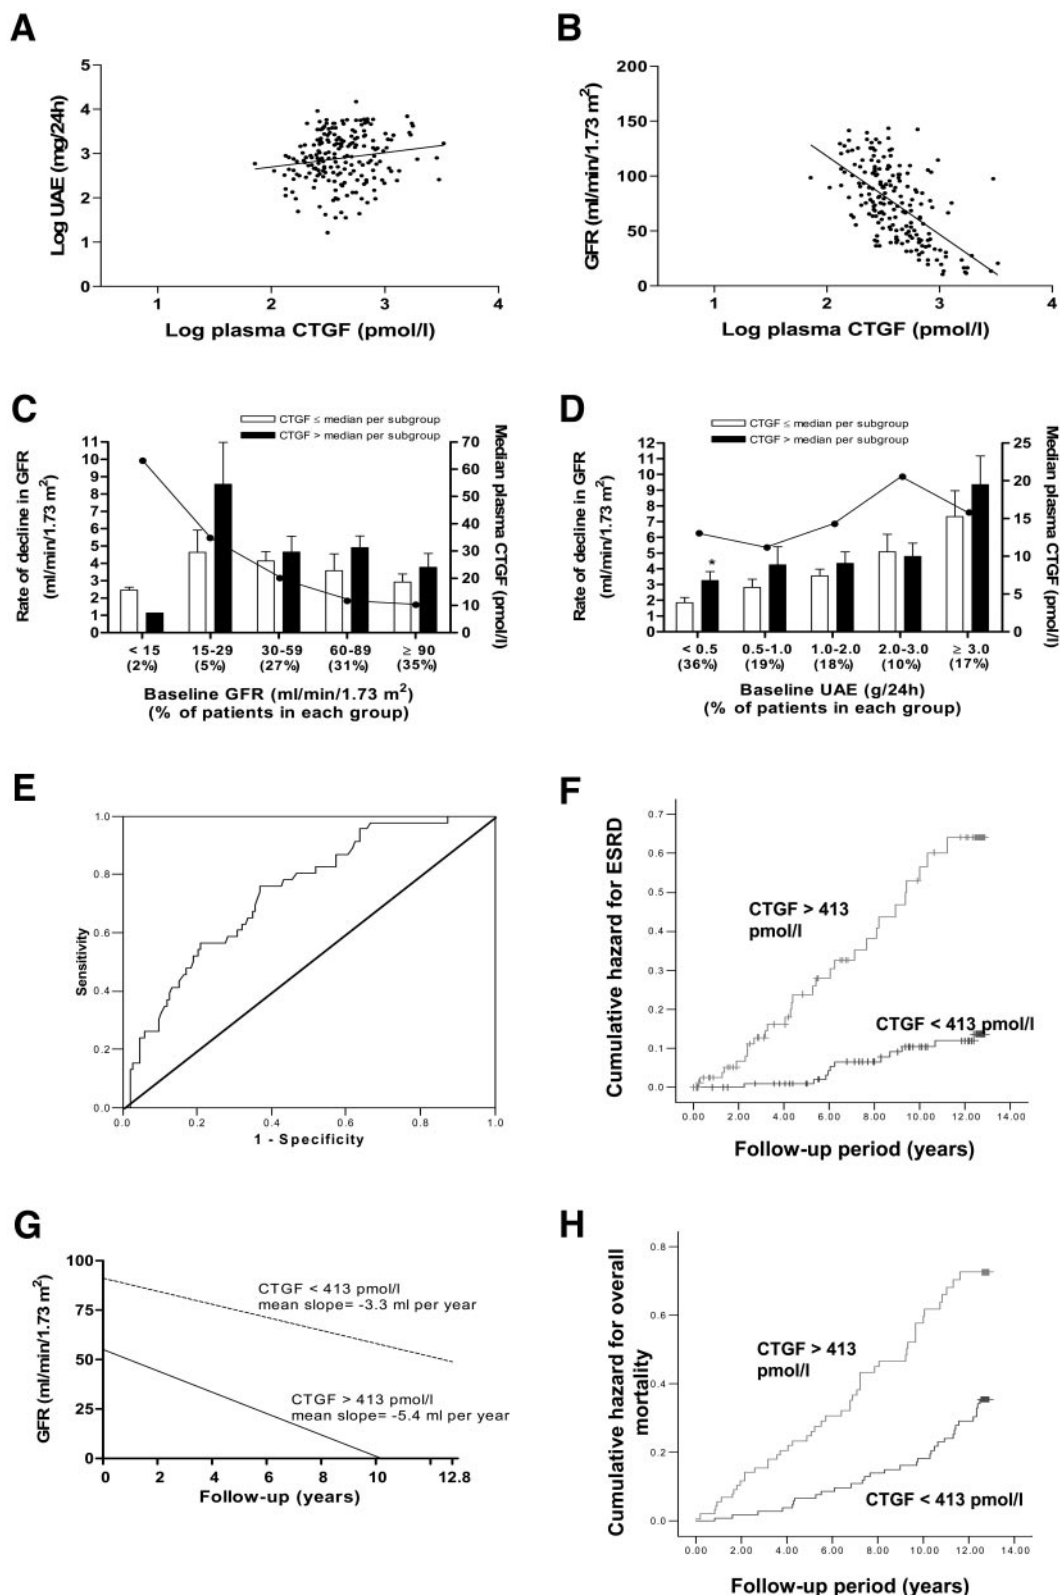 A
Log UAE (mg/24h)
5
4
3
2
1
0
1
2
3
4
Log plasma CTGF (pmol/l)
B
GFR (ml/min/1.73 m²)
200
150
100
50
0
1
2
3
4
Log plasma CTGF (pmol/l)
C
CTGF ≤ median per subgroup
CTGF > median per subgroup
Rate of decline in GFR
(ml/min/1.73 m²)
11
10
9
8
7
6
5
4
3
2
1
0
70
60
50
40
30
20
10
0
Median plasma CTGF
(pmol/l)
< 15 15-29 30-59 60-89 ≥ 90
(2%) (5%) (27%) (31%) (35%)
Baseline GFR (ml/min/1.73 m²)
(% of patients in each group)
D
CTGF ≤ median per subgroup
CTGF > median per subgroup
Rate of decline in GFR
(ml/min/1.73 m²)
12
11
10
9
8
7
6
5
4
3
2
1
0
*
25
20
15
10
5
0
Median plasma CTGF
(pmol/l)
< 0.5 0.5-1.0 1.0-2.0 2.0-3.0 ≥ 3.0
(36%) (19%) (18%) (10%) (17%)
Baseline UAE (g/24h)
(% of patients in each group)
E
Sensitivity
1.0
0.8
0.6
0.4
0.2
0.0
0.0 0.2 0.4 0.6 0.8 1.0
1 - Specificity
F
Cumulative hazard for ESRD
0.7
0.6
0.5
0.4
0.3
0.2
0.1
0.0
CTGF > 413
pmol/l
CTGF < 413 pmol/l
0.00 2.00 4.00 6.00 8.00 10.00 12.00 14.00
Follow-up period (years)
G
GFR (ml/min/1.73 m²)
100
75
50
25
0
CTGF < 413 pmol/l
mean slope= -3.3 ml per year
CTGF > 413 pmol/l
mean slope= -5.4 ml per year
0 2 4 6 8 10 12.8
Follow-up (years)
H
Cumulative hazard for overall
mortality
0.8
0.6
0.4
0.2
0.0
CTGF > 413
pmol/l
CTGF < 413 pmol/l
0.00 2.00 4.00 6.00 8.00 10.00 12.00 14.00
Follow-up period (years)